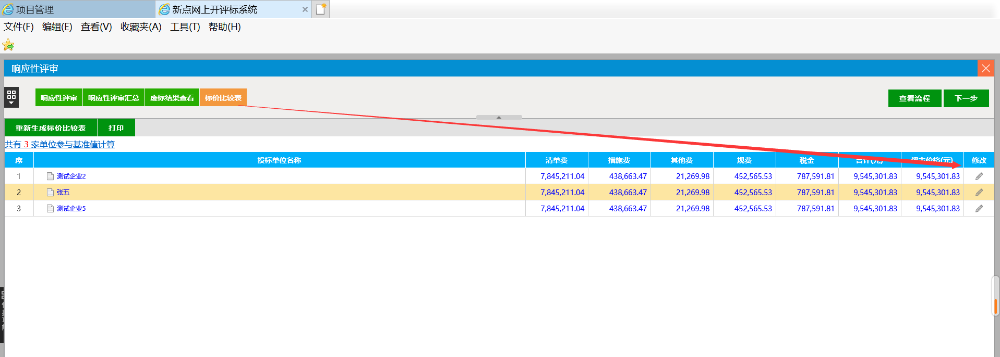 项目管理 新点网上开评标系统
文件(F) 编辑(E) 查看(V) 收藏夹(A) 工具(T) 帮助(H)
响应性评审
响应性评审 响应性评审汇总 废标结果查看 标价比较表 查看流程 下一步
重新生成标价比较表 打印
共有 3 家单位参与基准值计算
序 投标单位名称 清单费 措施费 其他费 规费 税金 合计(元) 评审价格(元) 修改
1 测试企业2 7,845,211.04 438,663.47 21,269.98 452,565.53 787,591.81 9,545,301.83 9,545,301.83
2 张五 7,845,211.04 438,663.47 21,269.98 452,565.53 787,591.81 9,545,301.83 9,545,301.83
3 测试企业5 7,845,211.04 438,663.47 21,269.98 452,565.53 787,591.81 9,545,301.83 9,545,301.83